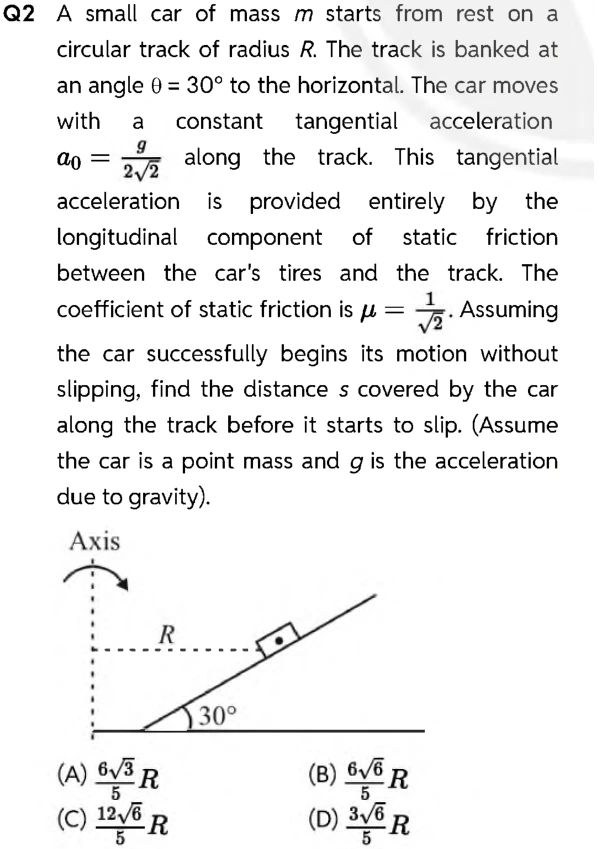 Q2 A small car of mass m starts from rest on a
circular track of radius R. The track is banked at
an angle θ = 30° to the horizontal. The car moves
with a constant tangential acceleration
a₀ = g/(2√2) along the track. This tangential
acceleration is provided entirely by the
longitudinal component of static friction
between the car's tires and the track. The
coefficient of static friction is μ = 1/√2. Assuming
the car successfully begins its motion without
slipping, find the distance s covered by the car
along the track before it starts to slip. (Assume
the car is a point mass and g is the acceleration
due to gravity).
Axis
R
30°
(A) 6√3/5 R (B) 6√6/5 R
(C) 12√6/5 R (D) 3√6/5 R